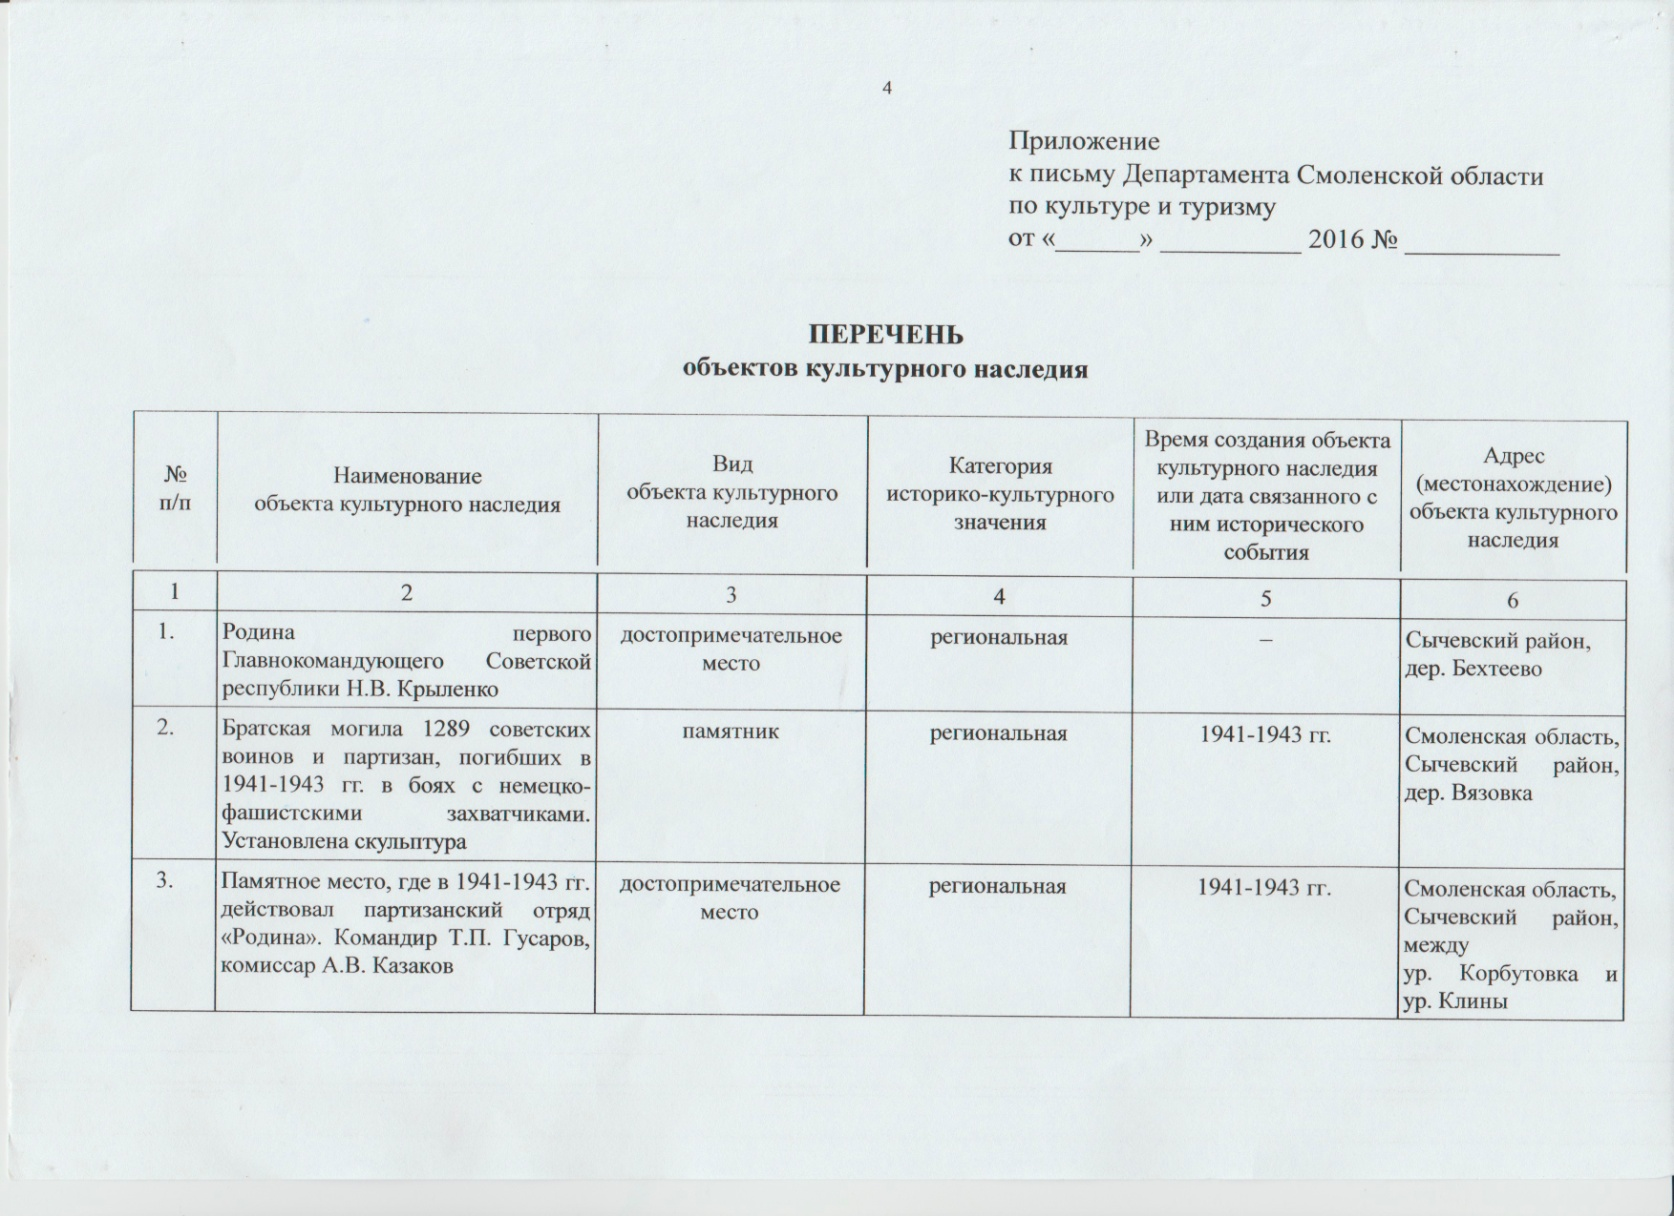 4
Приложение
к письму Департамента Смоленской области
по культуре и туризму
от «______» __________ 2016 № ___________
ПЕРЕЧЕНЬ
объектов культурного наследия
№
п/п
Наименование
объекта культурного наследия
Вид
объекта культурного
наследия
Категория
историко-культурного
значения
Время создания объекта
культурного наследия
или дата связанного с
ним исторического
события
Адрес
(местонахождение)
объекта культурного
наследия
1
2
3
4
5
6
1.
Родина первого
Главнокомандующего Советской
республики Н.В. Крыленко
достопримечательное
место
региональная
–
Сычевский район,
дер. Бехтеево
2.
Братская могила 1289 советских
воинов и партизан, погибших в
1941-1943 гг. в боях с немецко-
фашистскими захватчиками.
Установлена скульптура
памятник
региональная
1941-1943 гг.
Смоленская область,
Сычевский район,
дер. Вязовка
3.
Памятное место, где в 1941-1943 гг.
действовал партизанский отряд
«Родина». Командир Т.П. Гусаров,
комиссар А.В. Казаков
достопримечательное
место
региональная
1941-1943 гг.
Смоленская область,
Сычевский район,
между
ур. Корбутовка и
ур. Клины